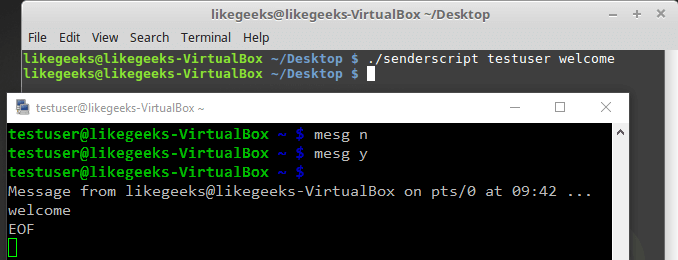 likegeeks@likegeeks-VirtualBox ~/Desktop
File Edit View Search Terminal Help
likegeeks@likegeeks-VirtualBox ~/Desktop $ ./senderscript testuser welcome
likegeeks@likegeeks-VirtualBox ~/Desktop $
testuser@likegeeks-VirtualBox ~
testuser@likegeeks-VirtualBox ~ $ mesg n
testuser@likegeeks-VirtualBox ~ $ mesg y
testuser@likegeeks-VirtualBox ~ $
Message from likegeeks@likegeeks-VirtualBox on pts/0 at 09:42 ...
welcome
EOF